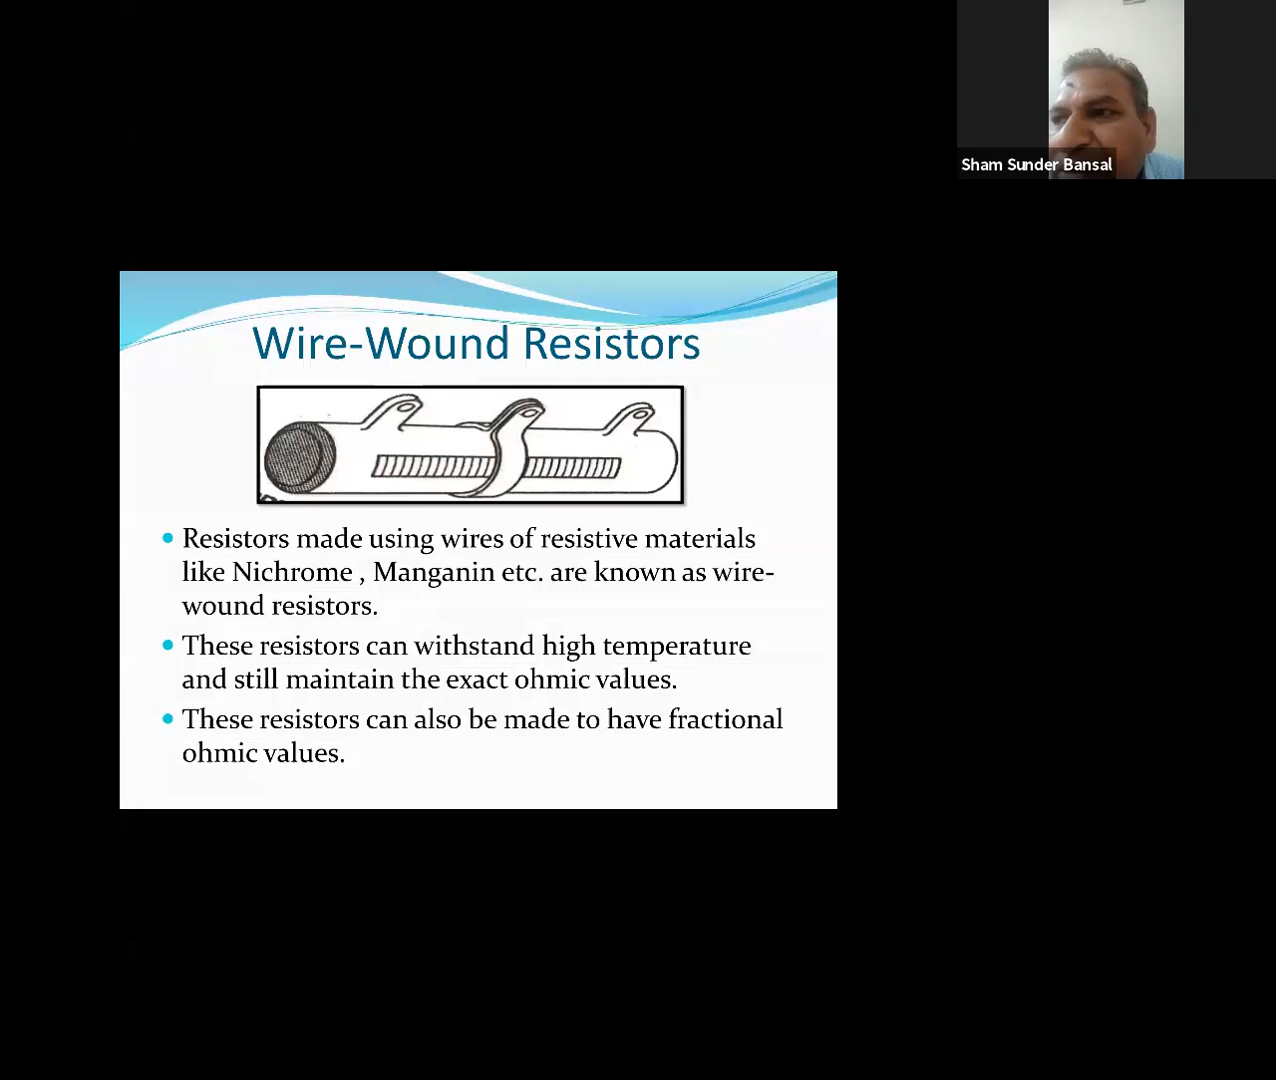 Sham Sunder Bansal
Wire-Wound Resistors
Resistors made using wires of resistive materials
like Nichrome , Manganin etc. are known as wire-
wound resistors.
These resistors can withstand high temperature
and still maintain the exact ohmic values.
These resistors can also be made to have fractional
ohmic values.